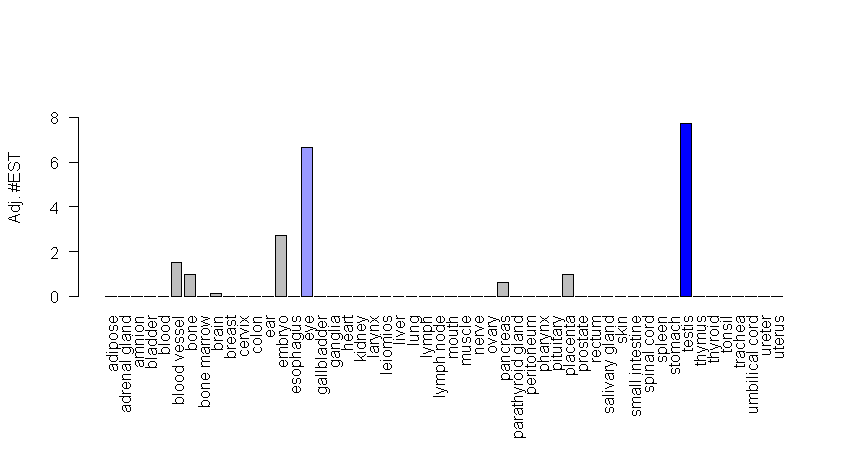 Adj. #EST
8
6
4
2
0
adipose
adrenal gland
amnion
bladder
blood
blood vessel
bone
bone marrow
brain
breast
cervix
colon
ear
embryo
esophagus
eye
gallbladder
ganglia
heart
kidney
larynx
leiomios
liver
lung
lymph
lymph node
mouth
muscle
nerve
ovary
pancreas
parathyroid gland
peritoneum
pharynx
pituitary
placenta
prostate
rectum
salivary gland
skin
small intestine
spinal cord
spleen
stomach
testis
thymus
thyroid
tonsil
trachea
umbilical cord
ureter
uterus